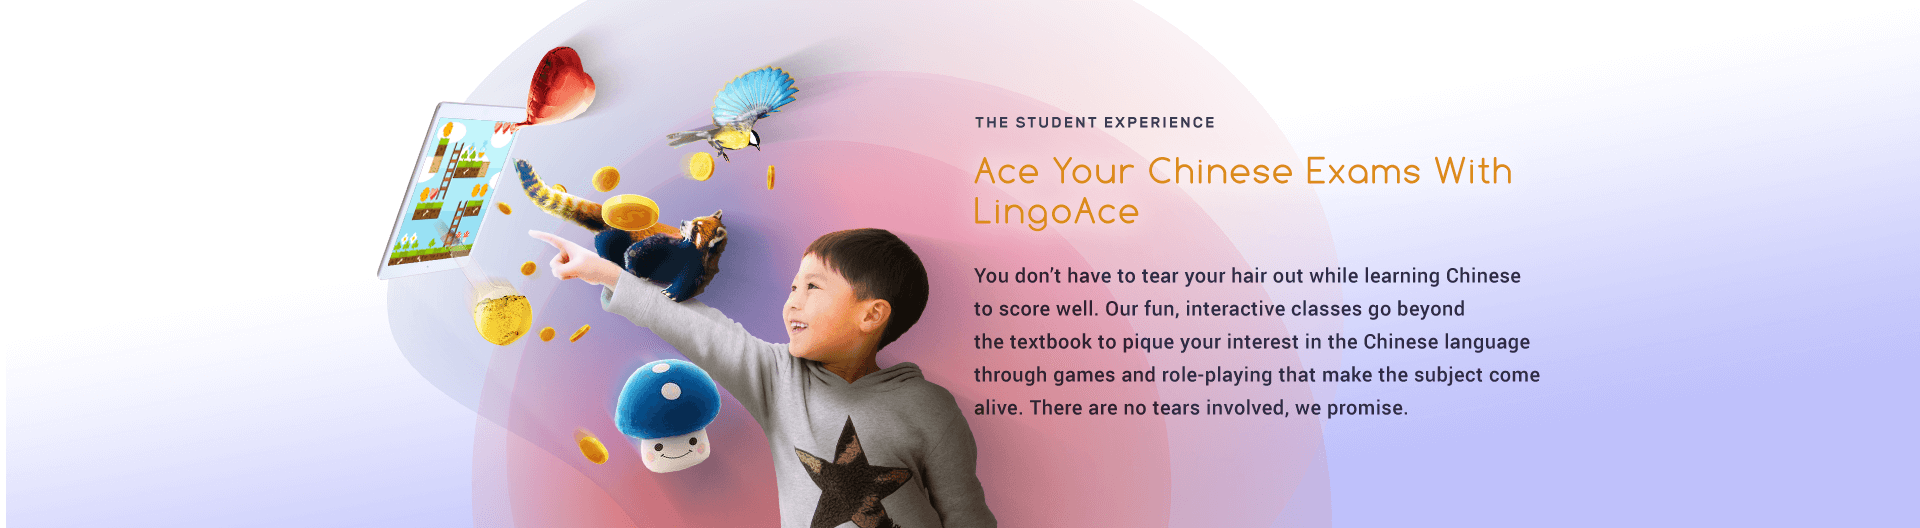 THE STUDENT EXPERIENCE
Ace Your Chinese Exams With
LingoAce
You don’t have to tear your hair out while learning Chinese
to score well. Our fun, interactive classes go beyond
the textbook to pique your interest in the Chinese language
through games and role-playing that make the subject come
alive. There are no tears involved, we promise.